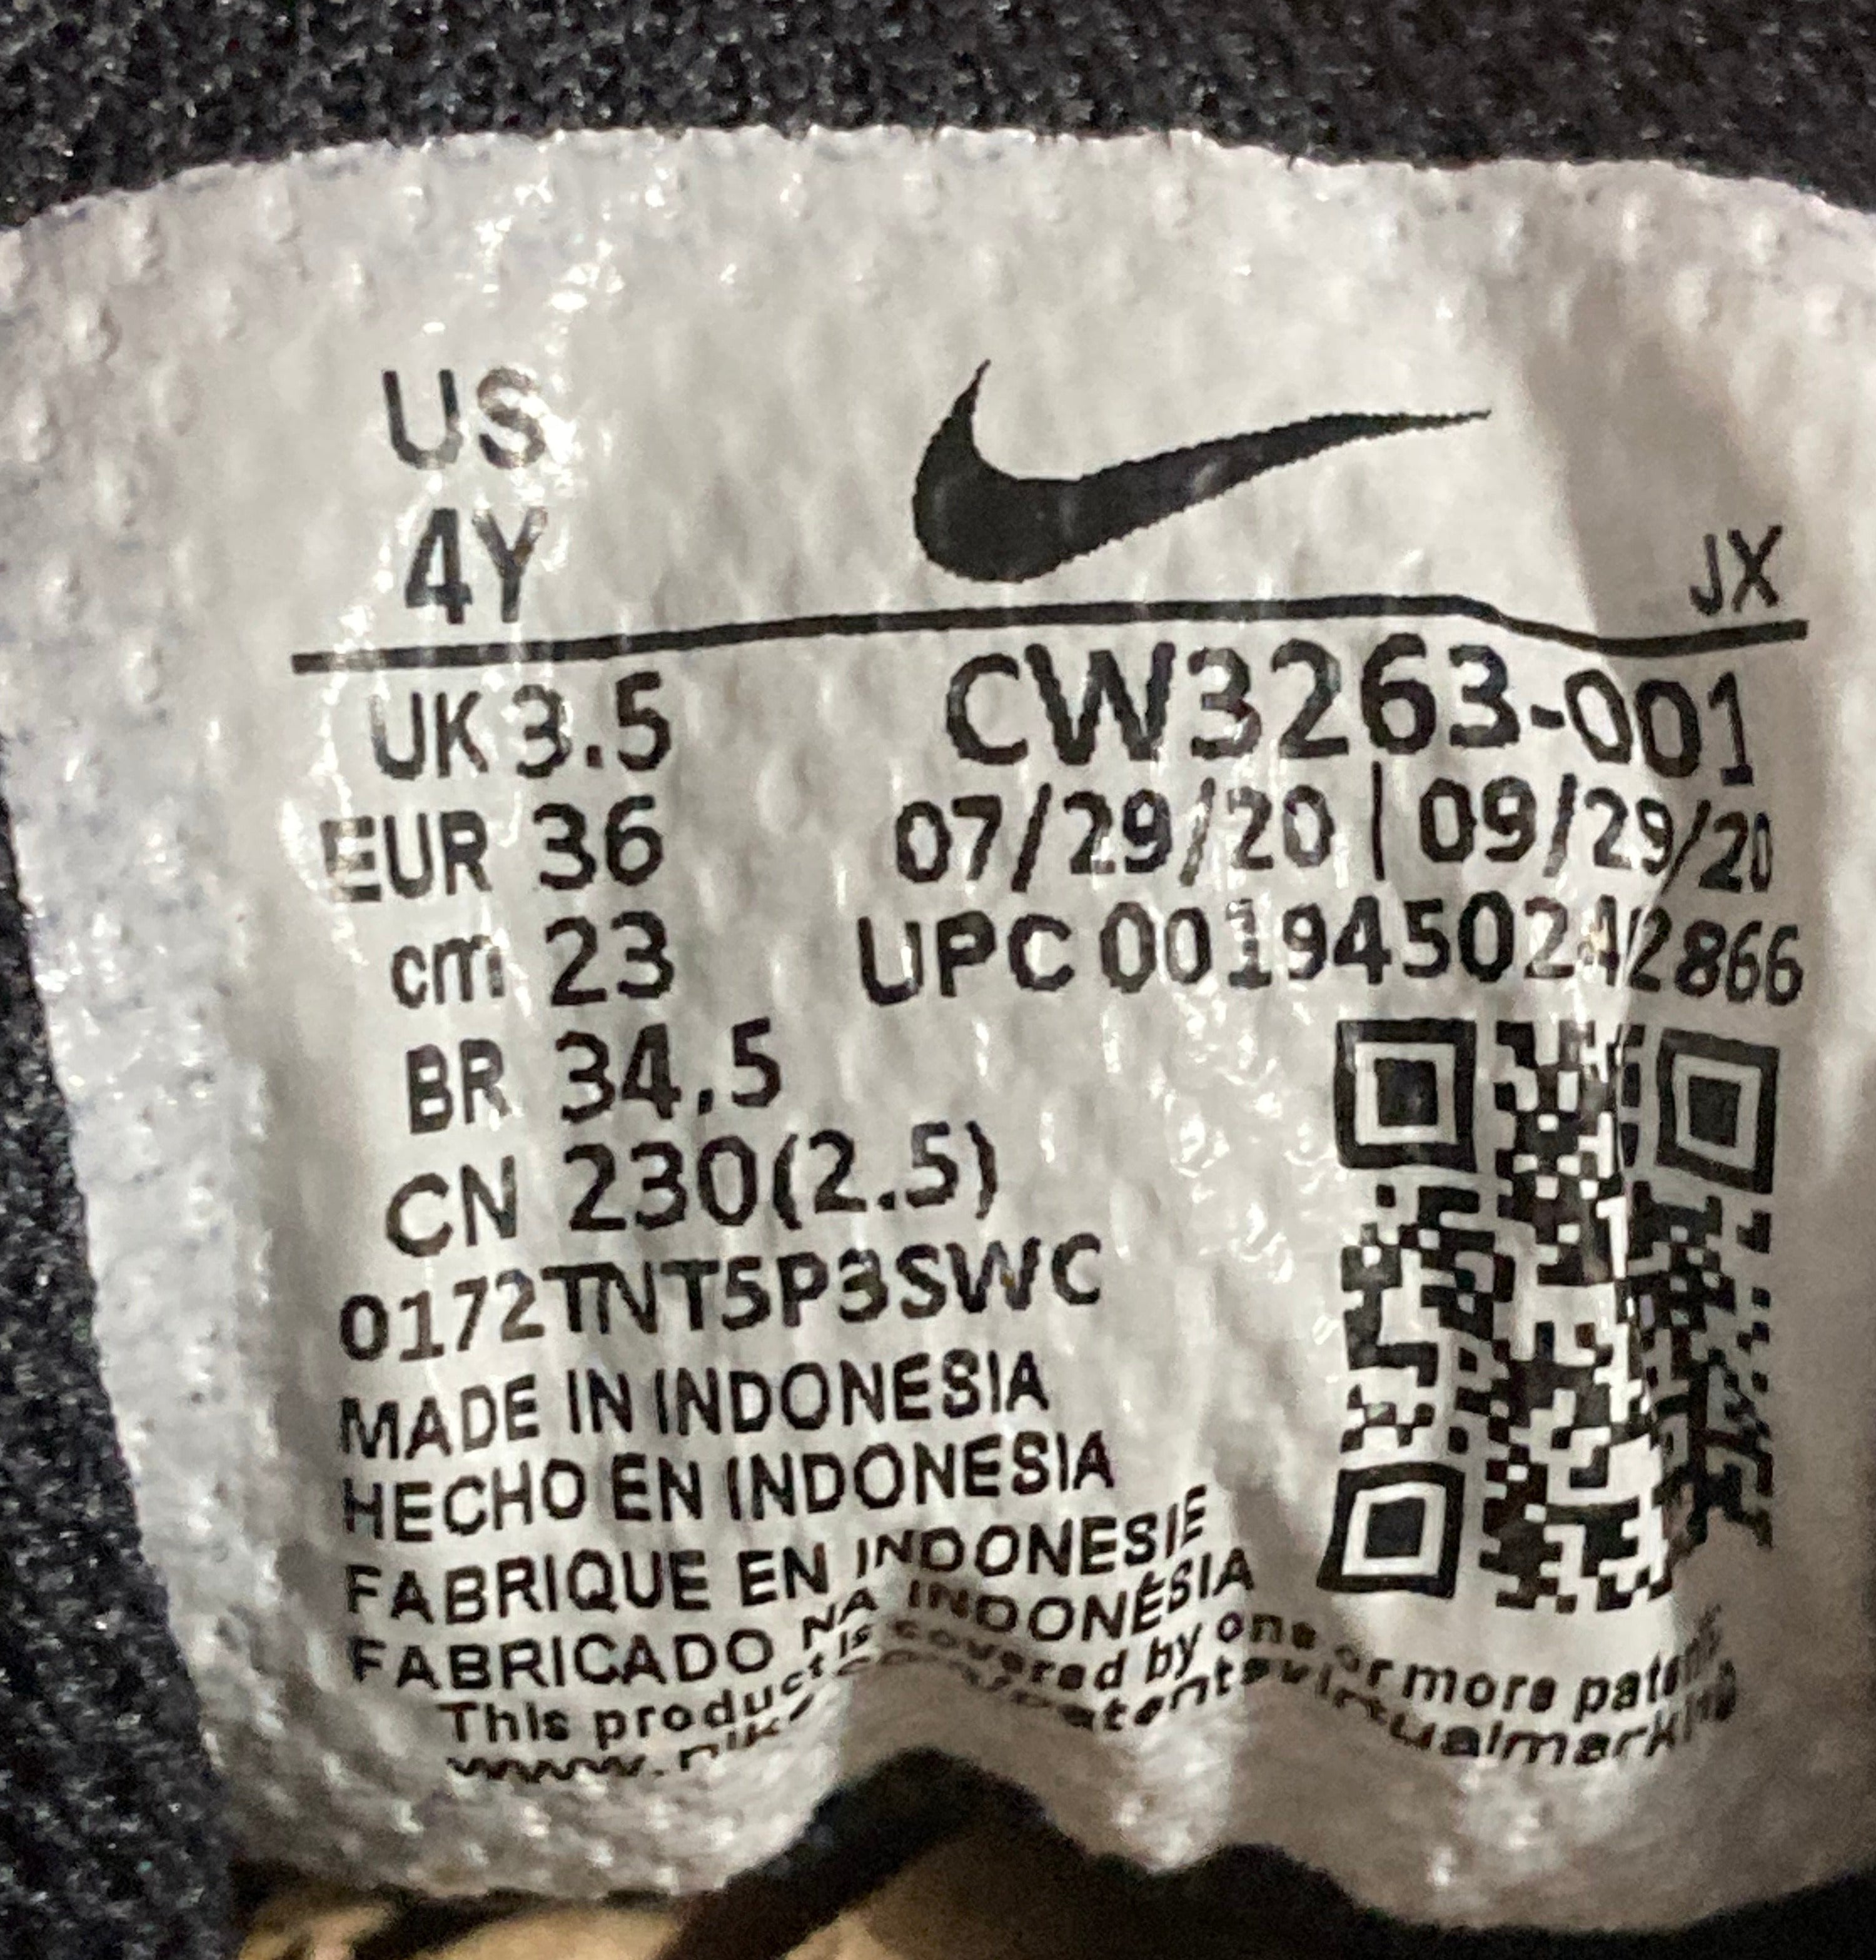 US
4Y
JX
UK 3.5
CW3263-001
EUR 36
07/29/20 | 09/29/20
cm 23
UPC 00194502428​66
BR 34.5
CN 230(2.5)
0172TNT5P3SWC
MADE IN INDONESIA
HECHO EN INDONESIA
FABRIQUE EN INDONESIE
FABRICADO NA INDONÉSIA
This product is covered by one or more patents